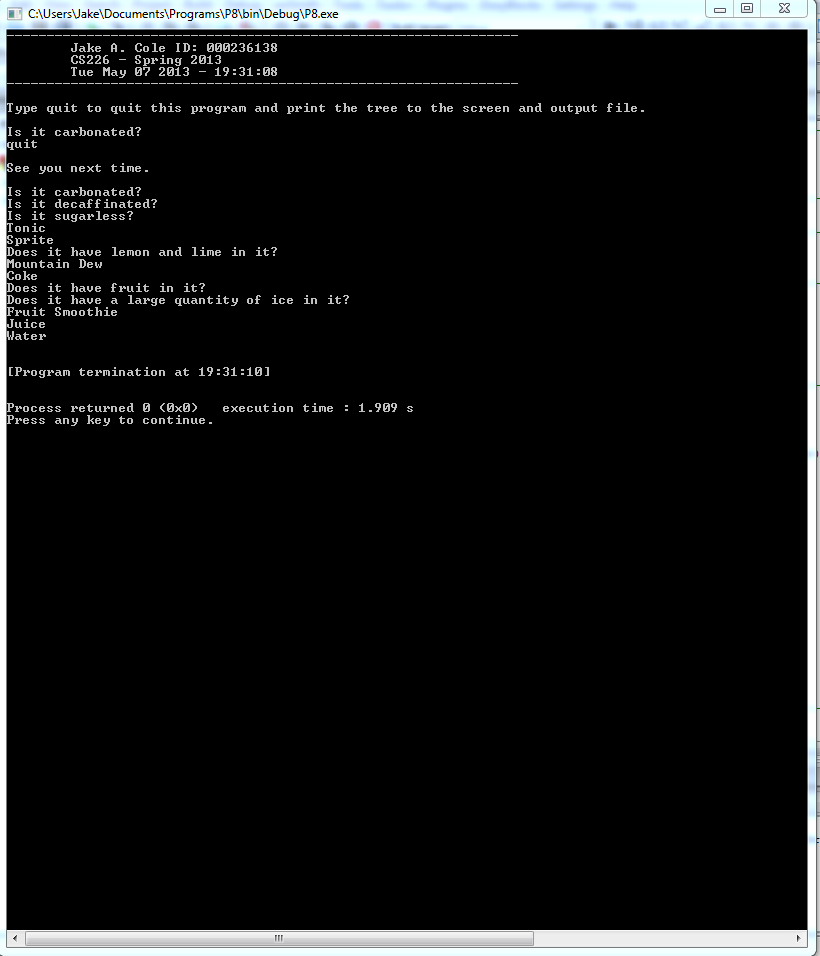 C:\Users\Jake\Documents\Programs\P8\bin\Debug\P8.exe
Jake A. Cole ID: 000236138
CS226 - Spring 2013
Tue May 07 2013 - 19:31:08
Type quit to quit this program and print the tree to the screen and output file.
Is it carbonated?
quit
See you next time.
Is it carbonated?
Is it decaffinated?
Is it sugarless?
Tonic
Sprite
Does it have lemon and lime in it?
Mountain Dew
Coke
Does it have fruit in it?
Does it have a large quantity of ice in it?
Fruit Smoothie
Juice
Water
[Program termination at 19:31:10]
Process returned 0 (0x0)   execution time : 1.909 s
Press any key to continue.